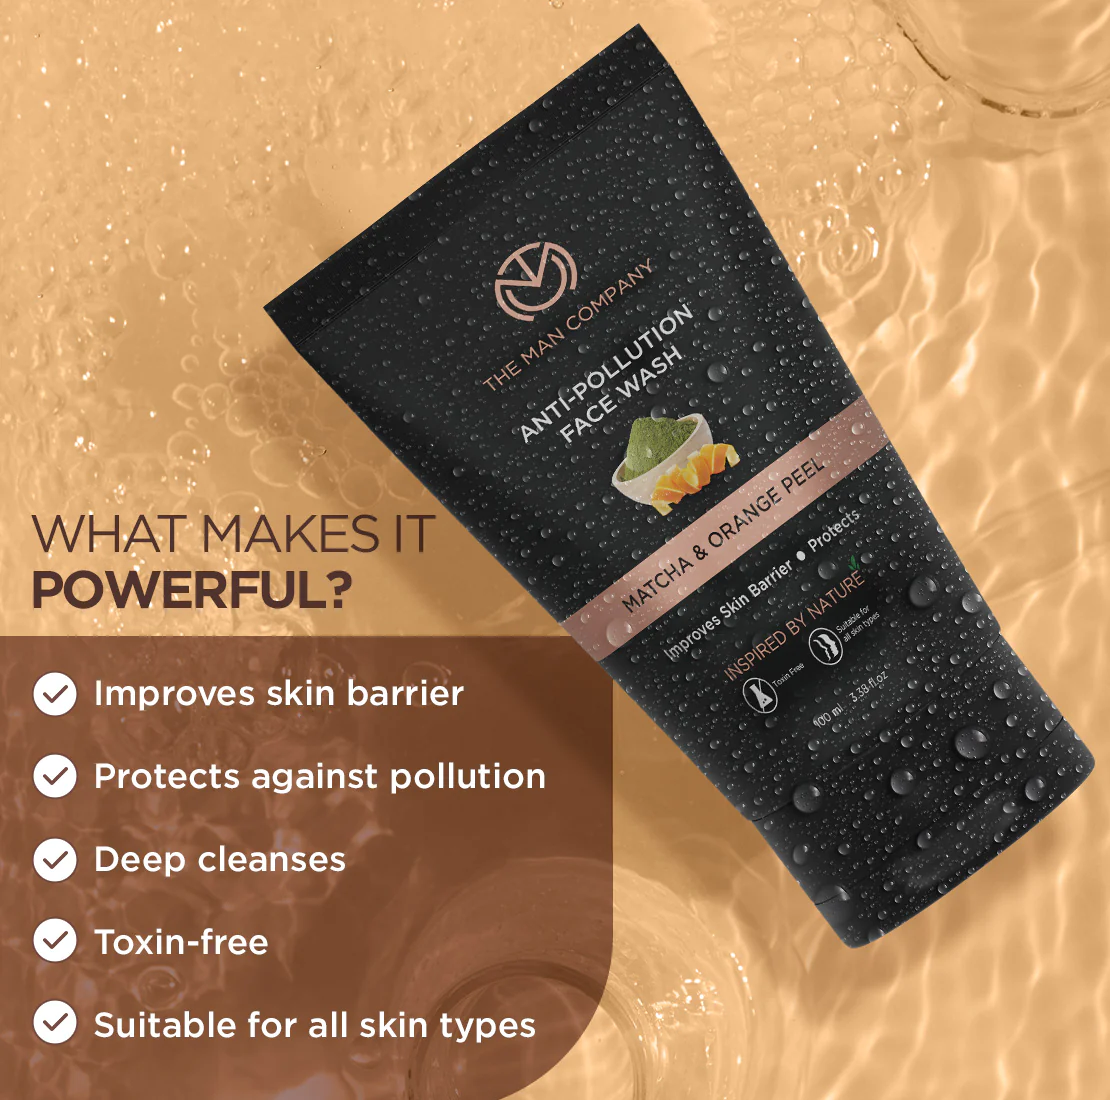 THE MAN COMPANY
ANTI-POLLUTION
FACE WASH
MATCHA & ORANGE PEEL
Improves Skin Barrier • Protects
INSPIRED BY NATURE
Toxin Free
Suitable for
all skin types
100 ml 3.38 fl.oz
WHAT MAKES IT
POWERFUL?
Improves skin barrier
Protects against pollution
Deep cleanses
Toxin-free
Suitable for all skin types